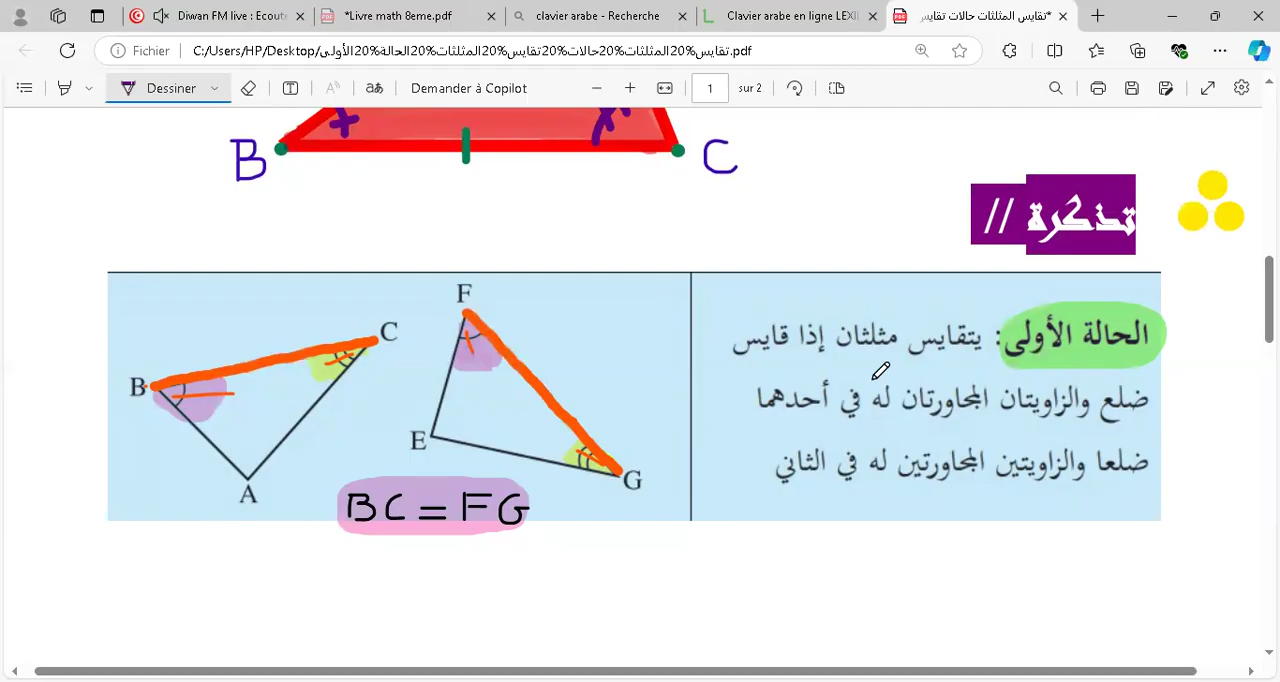 Diwan FM live : Ecoute
*Livre math 8eme.pdf
clavier arabe - Recherche
Clavier arabe en ligne LEXI
تقايس المثلثات حالات تقايس*
Fichier
C:/Users/HP/Desktop/تقايس%20المثلثات%20حالات%20تقايس%20المثلثات%20الحالة%20الأولى.pdf
Dessiner
T
aあ
Demander à Copilot
1
sur 2
B
C
تذكرة //
B
C
A
F
E
G
BC = FG
الحالة الأولى: يتقايس مثلثان إذا قايس
ضلع والزاويتان المجاورتان له في أحدهما
ضلعا والزاويتين المجاورتين له في الثاني